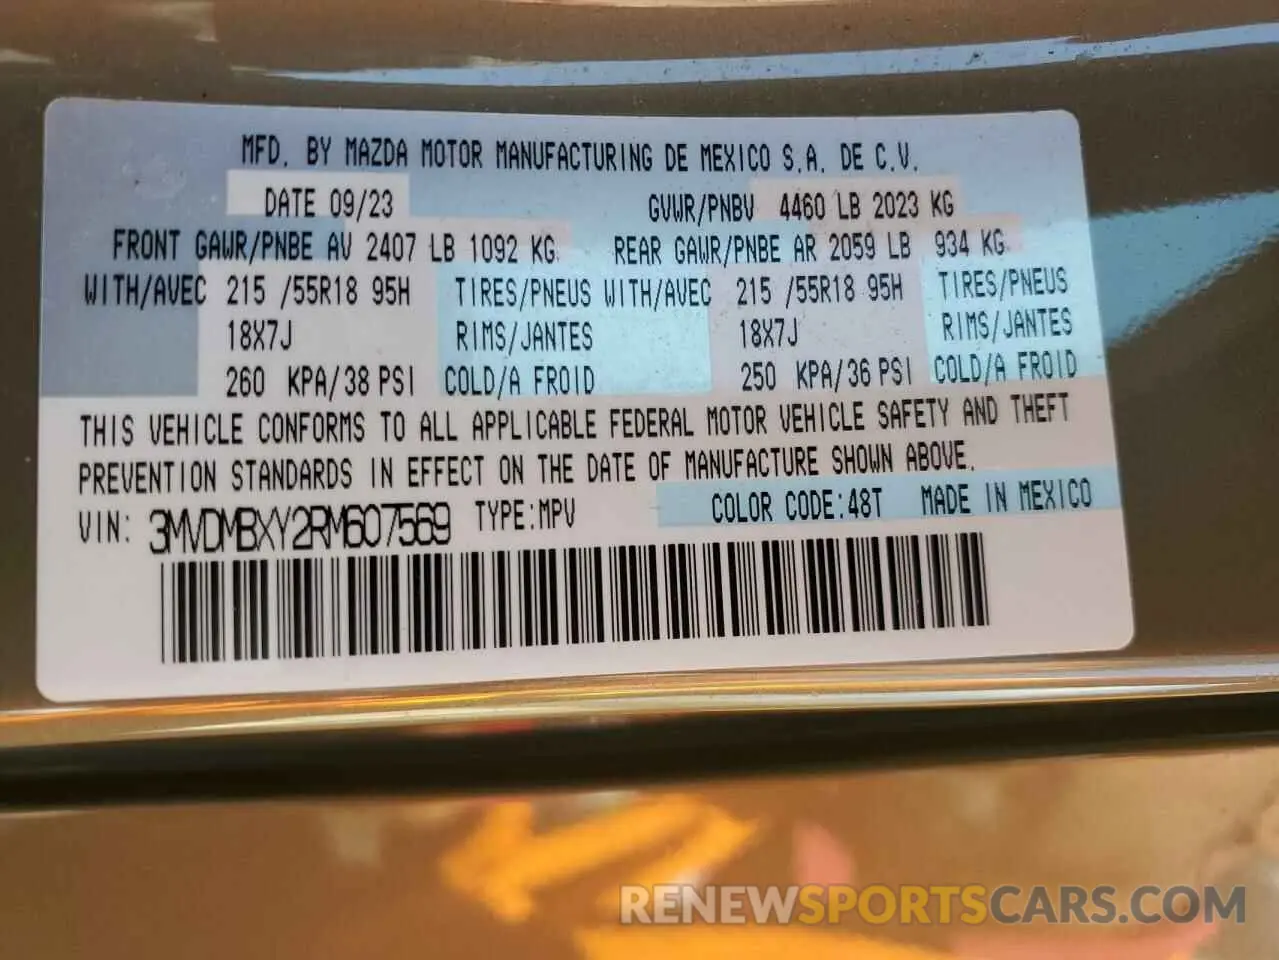 MFD. BY MAZDA MOTOR MANUFACTURING DE MEXICO S.A. DE C.V.
DATE 09/23 GVWR/PNBV 4460 LB 2023 KG
FRONT GAWR/PNBE AV 2407 LB 1092 KG REAR GAWR/PNBE AR 2059 LB 934 KG
WITH/AVEC 215 /55R18 95H TIRES/PNEUS WITH/AVEC 215 /55R18 95H TIRES/PNEUS
18X7J RIMS/JANTES 18X7J RIMS/JANTES
260 KPA/38 PSI COLD/A FROID 250 KPA/36 PSI COLD/A FROID
THIS VEHICLE CONFORMS TO ALL APPLICABLE FEDERAL MOTOR VEHICLE SAFETY AND THEFT
PREVENTION STANDARDS IN EFFECT ON THE DATE OF MANUFACTURE SHOWN ABOVE.
VIN: 3MVDMBXY2RM607569 TYPE:MPV COLOR CODE:48T MADE IN MEXICO
RENEWSPORTSCARS.COM